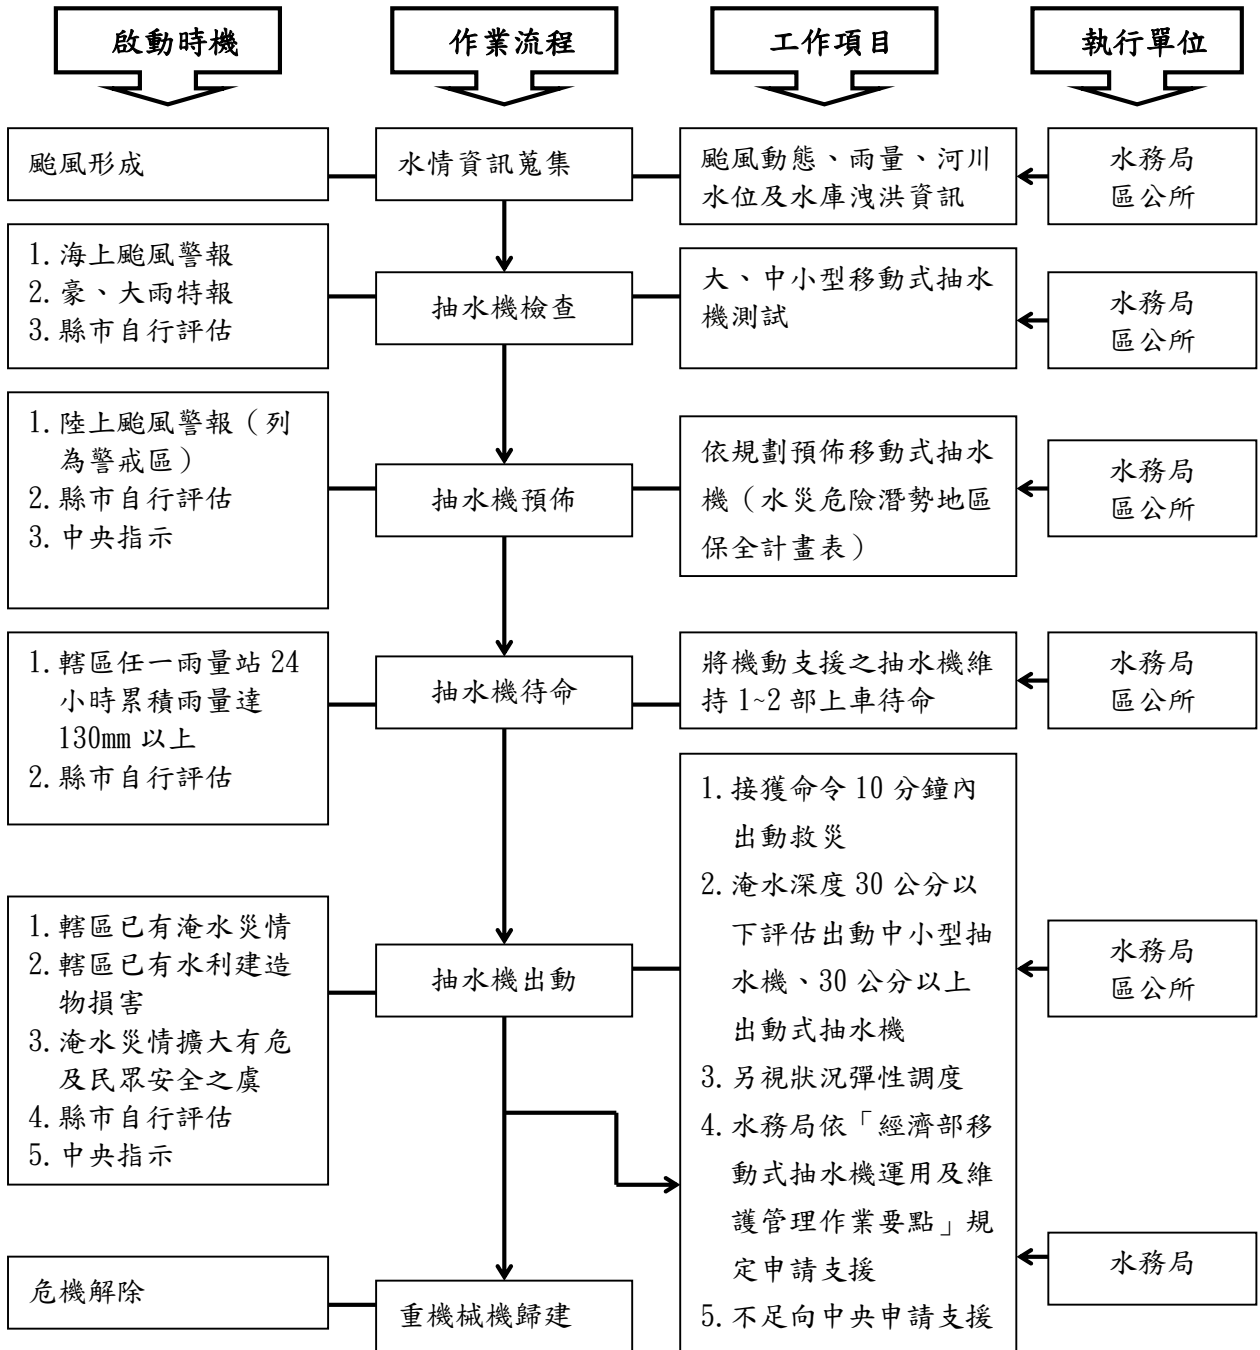 啟動時機
作業流程
工作項目
執行單位
颱風形成
水情資訊蒐集
颱風動態、雨量、河川
水位及水庫洩洪資訊
水務局
區公所
1.海上颱風警報
2.豪、大雨特報
3.縣市自行評估
抽水機檢查
大、中小型移動式抽水
機測試
水務局
區公所
1.陸上颱風警報（列
為警戒區）
2.縣市自行評估
3.中央指示
抽水機預佈
依規劃預佈移動式抽水
機（水災危險潛勢地區
保全計畫表）
水務局
區公所
1.轄區任一雨量站 24
小時累積雨量達
130mm 以上
2.縣市自行評估
抽水機待命
將機動支援之抽水機維
持 1~2 部上車待命
水務局
區公所
1.轄區已有淹水災情
2.轄區已有水利建造
物損害
3.淹水災情擴大有危
及民眾安全之虞
4.縣市自行評估
5.中央指示
抽水機出動
1.接獲命令 10 分鐘內
出動救災
2.淹水深度 30 公分以
下評估出動中小型抽
水機、30 公分以上
出動式抽水機
3.另視狀況彈性調度
4.水務局依「經濟部移
動式抽水機運用及維
護管理作業要點」規
定申請支援
5.不足向中央申請支援
水務局
區公所
水務局
危機解除
重機械機歸建